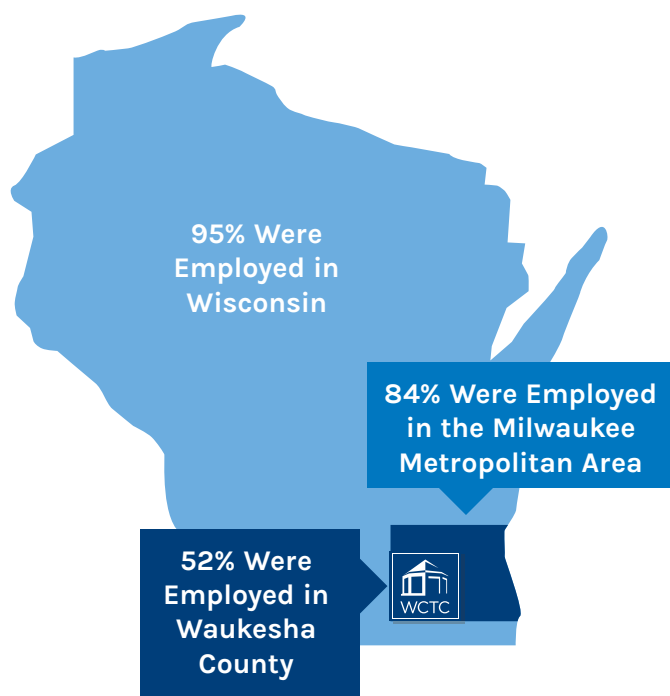 95% Were
Employed in
Wisconsin
84% Were Employed
in the Milwaukee
Metropolitan Area
52% Were
Employed in
Waukesha
County
WCTC